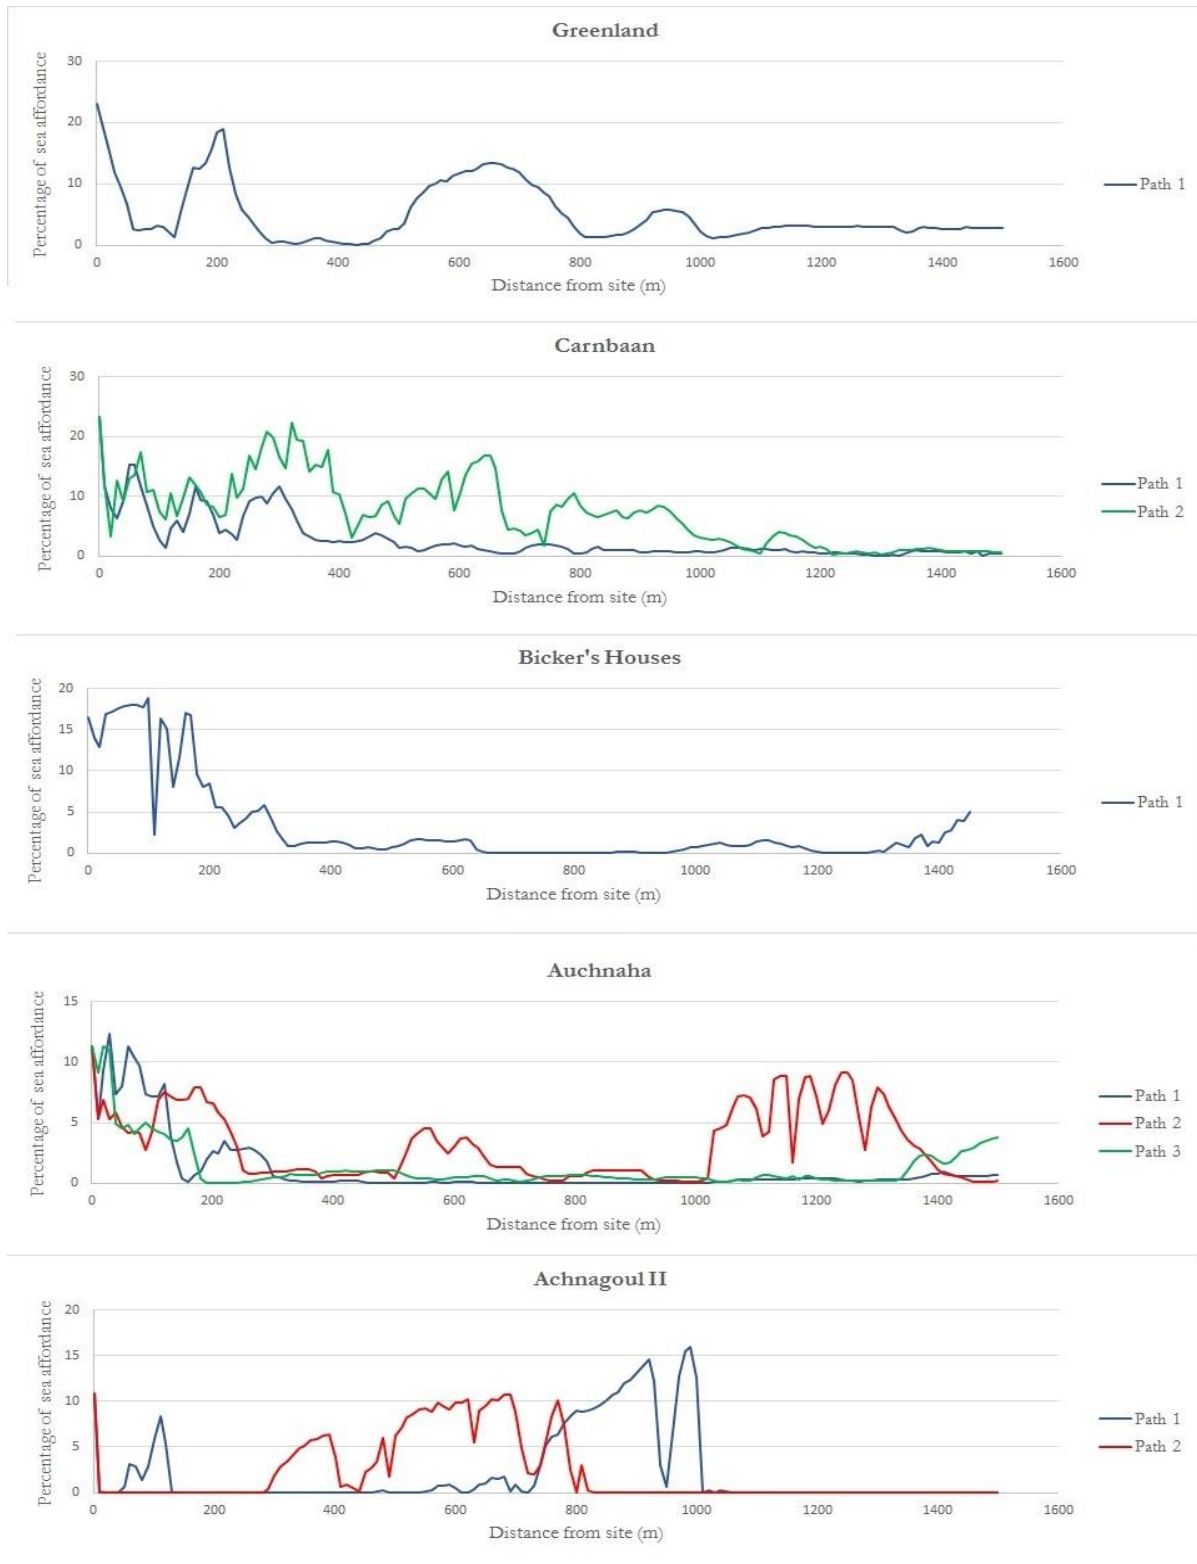 Greenland
Percentage of sea affordance
30
20
10
0
0 200 400 600 800 1000 1200 1400 1600
Distance from site (m)
Path 1
Carnbaan
Percentage of sea affordance
30
20
10
0
0 200 400 600 800 1000 1200 1400 1600
Distance from site (m)
Path 1
Path 2
Bicker's Houses
Percentage of sea affordance
20
15
10
5
0
0 200 400 600 800 1000 1200 1400 1600
Distance from site (m)
Path 1
Auchnaha
Percentage of sea affordance
15
10
5
0
0 200 400 600 800 1000 1200 1400 1600
Distance from site (m)
Path 1
Path 2
Path 3
Achnagoul II
Percentage of sea affordance
20
15
10
5
0
0 200 400 600 800 1000 1200 1400 1600
Distance from site (m)
Path 1
Path 2